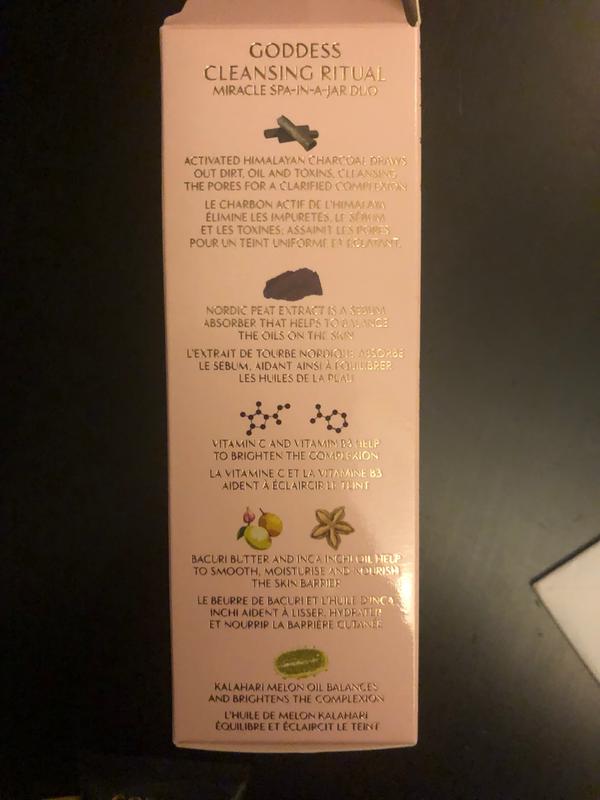 GODDESS
CLEANSING RITUAL
MIRACLE SPA-IN-A-JAR DUO
ACTIVATED HIMALAYAN CHARCOAL DRAWS
OUT DIRT, OIL AND TOXINS, CLEANSING
THE PORES FOR A CLARIFIED COMPLEXION
LE CHARBON ACTIF DE L'HIMALAYA
ÉLIMINE LES IMPURETÉS, LE SÉBUM
ET LES TOXINES; ASSAINIT LES PORES
POUR UN TEINT UNIFORME ET ÉCLATANT.
NORDIC PEAT EXTRACT IS A SEBUM
ABSORBER THAT HELPS TO BALANCE
THE OILS ON THE SKIN
L'EXTRAIT DE TOURBE NORDIQUE ABSORBE
LE SÉBUM, AIDANT AINSI À ÉQUILIBRER
LES HUILES DE LA PEAU
VITAMIN C AND VITAMIN B3 HELP
TO BRIGHTEN THE COMPLEXION
LA VITAMINE C ET LA VITAMINE B3
AIDENT À ÉCLAIRCIR LE TEINT
BACURI BUTTER AND INCA INCHI OIL HELP
TO SMOOTH, MOISTURISE AND NOURISH
THE SKIN BARRIER
LE BEURRE DE BACURI ET L'HUILE D'INCA
INCHI AIDENT À LISSER, HYDRATER
ET NOURRIR LA BARRIÈRE CUTANÉE
KALAHARI MELON OIL BALANCES
AND BRIGHTENS THE COMPLEXION
L'HUILE DE MELON KALAHARI
ÉQUILIBRE ET ÉCLAIRCIT LE TEINT